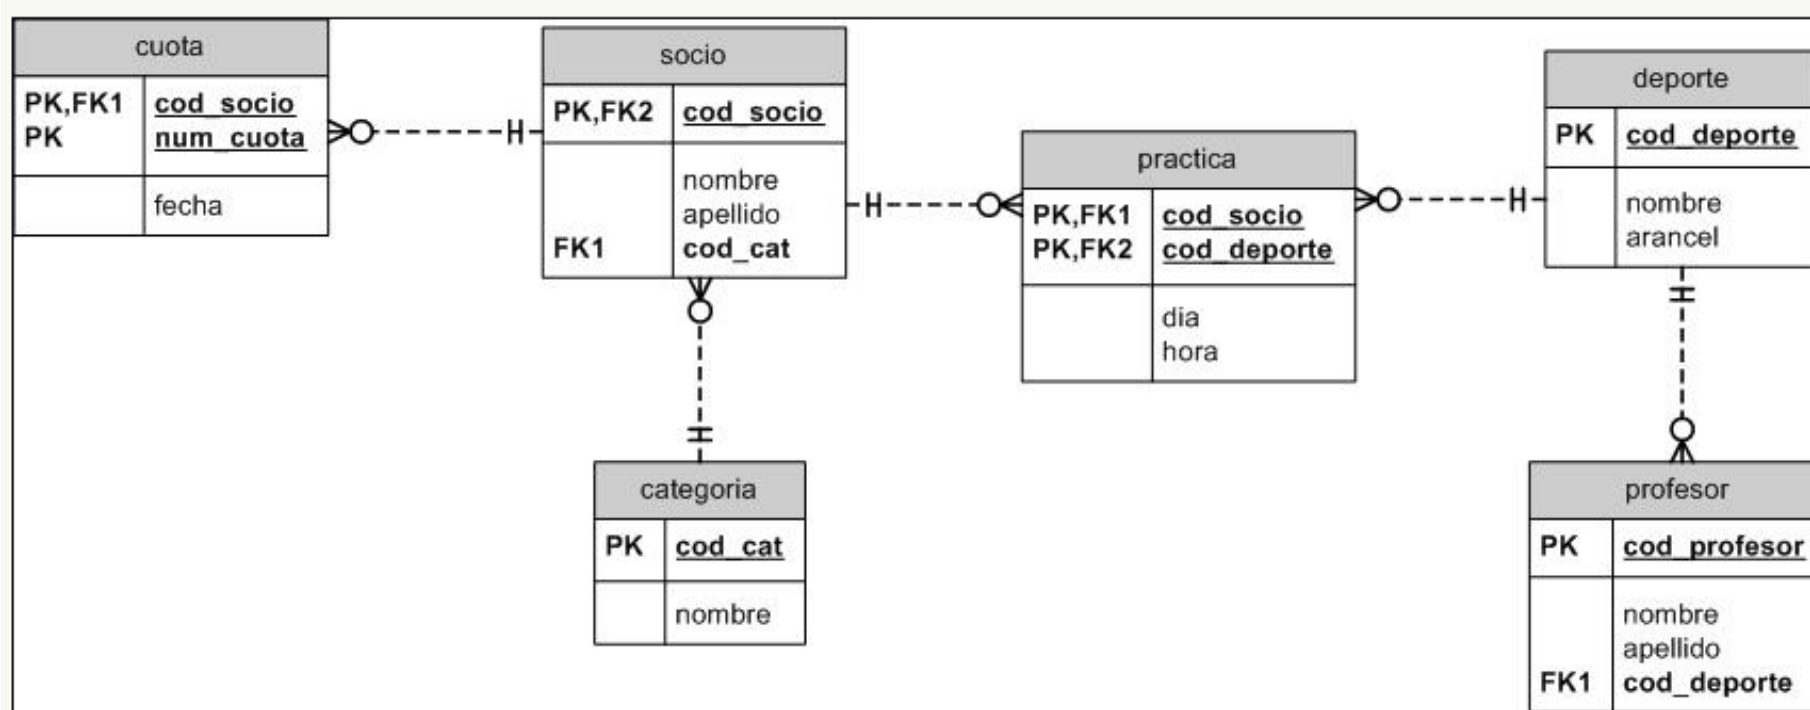 cuota
PK,FK1 cod_socio
PK num_cuota
fecha
socio
PK,FK2 cod_socio
nombre
apellido
FK1 cod_cat
categoria
PK cod_cat
nombre
practica
PK,FK1 cod_socio
PK,FK2 cod_deporte
dia
hora
deporte
PK cod_deporte
nombre
arancel
profesor
PK cod_profesor
nombre
apellido
FK1 cod_deporte